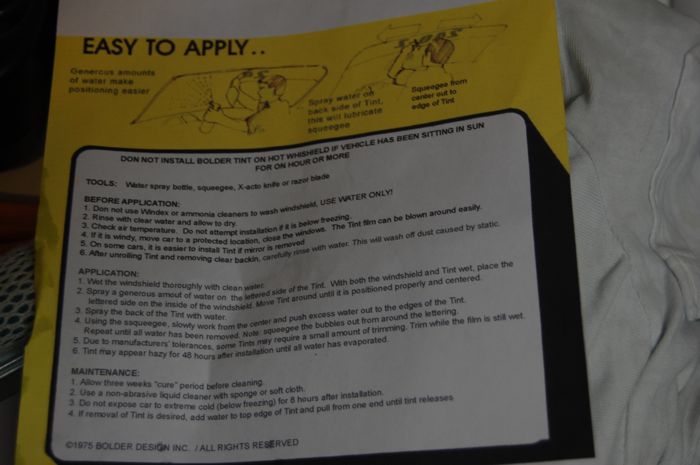 EASY TO APPLY..
Generous amounts
of water make
positioning easier
Spray water on
back side of Tint,
this will lubricate
squeegee
Squeegee from
center out to
edge of Tint
DON NOT INSTALL BOLDER TINT ON HOT WHISHIELD IF VEHICLE HAS BEEN SITTING IN SUN
FOR ON HOUR OR MORE
TOOLS: Water spray bottle, squeegee, X-acto knife or razor blade
BEFORE APPLICATION:
1. Don not use Windex or ammonia cleaners to wash windshield, USE WATER ONLY!
2. Rinse with clear water and allow to dry.
3. Check air temperature. Do not attempt installation if it is below freezing.
4. If it is windy, move car to a protected location, close the windows. The Tint film can be blown around easily.
5. On some cars, it is easier to install Tint if mirror is removed
6. After unrolling Tint and removing clear backin, carefully rinse with water. This will wash off dust caused by static.
APPLICATION:
1. Wet the windshield thoroughly with clean water.
2. Spray a generous amout of water on the lettered side of the Tint. With both the windshield and Tint wet, place the
lettered side on the inside of the windshield. Move Tint around until it is positioned properly and centered.
3. Spray the back of the Tint with water.
4. Using the ssqueegee, slowly work from the center and push excess water out to the edges of the Tint.
Repeat until all water has been removed. Note: squeegee the bubbles out from around the lettering.
5. Due to manufacturers' tolerances, some Tints may require a small amount of trimming. Trim while the film is still wet.
6. Tint may appear hazy for 48 hours after installation until all water has evaporated.
MAINTENANCE:
1. Allow three weeks "cure" period before cleaning.
2. Use a non-abrasive liquid cleaner with sponge or soft cloth.
3. Do not expose car to extreme cold (below freezing) for 8 hours after installation.
4. If removal of Tint is desired, add water to top edge of Tint and pull from one end until tint releases
©1975 BOLDER DESIGN INC. / ALL RIGHTS RESERVED